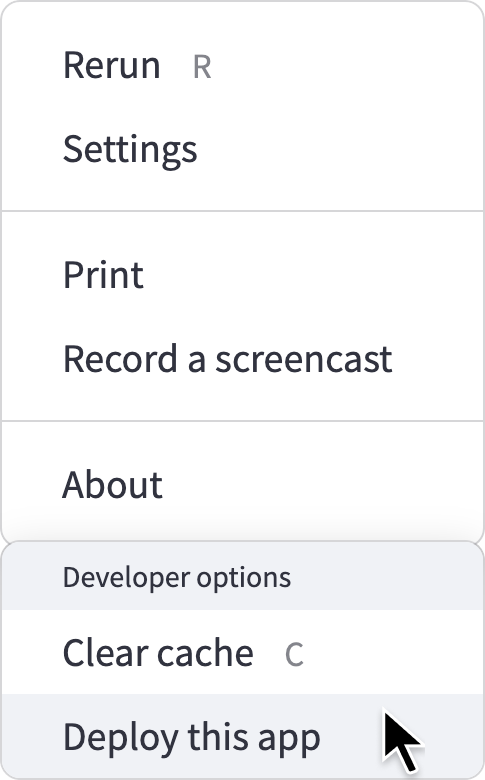 Rerun R
Settings
Print
Record a screencast
About
Developer options
Clear cache C
Deploy this app